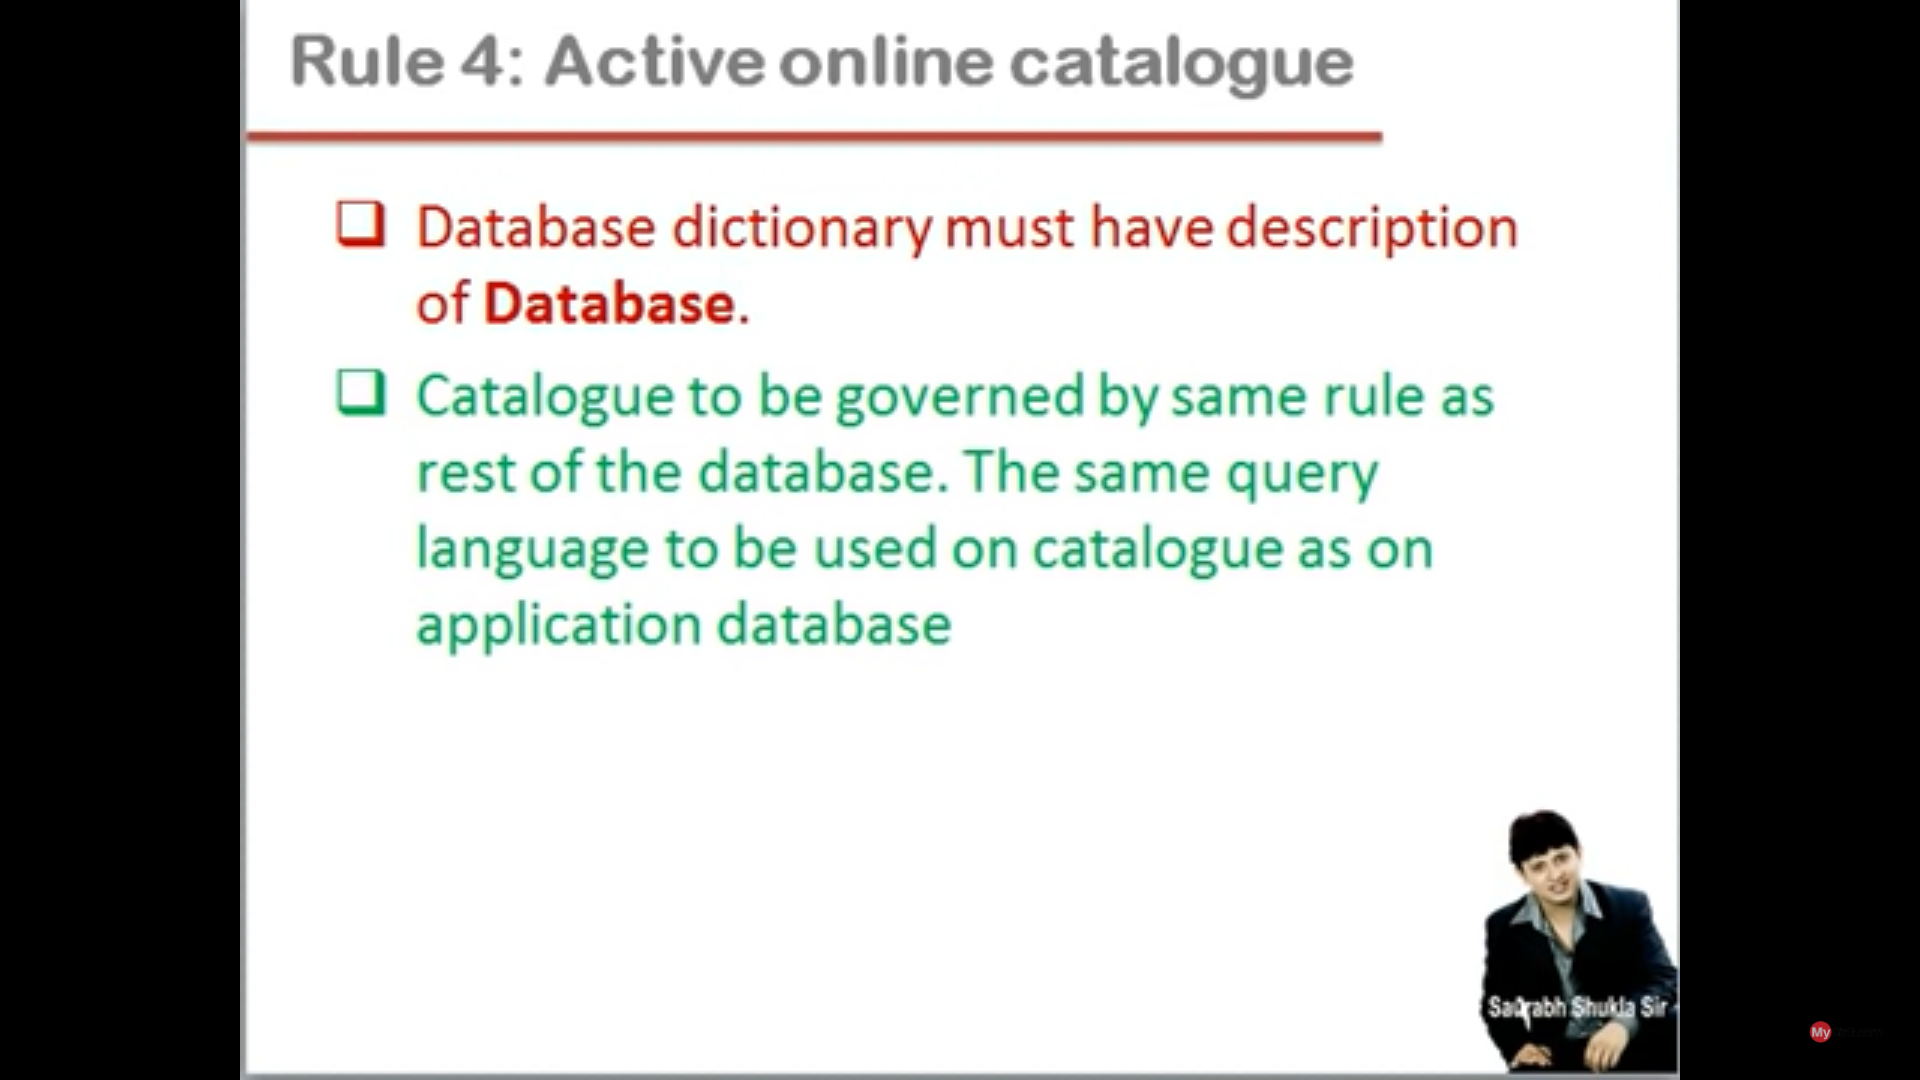 Rule 4: Active online catalogue
Database dictionary must have description
of Database.
Catalogue to be governed by same rule as
rest of the database. The same query
language to be used on catalogue as on
application database
Saurabh Shukla Sir
My